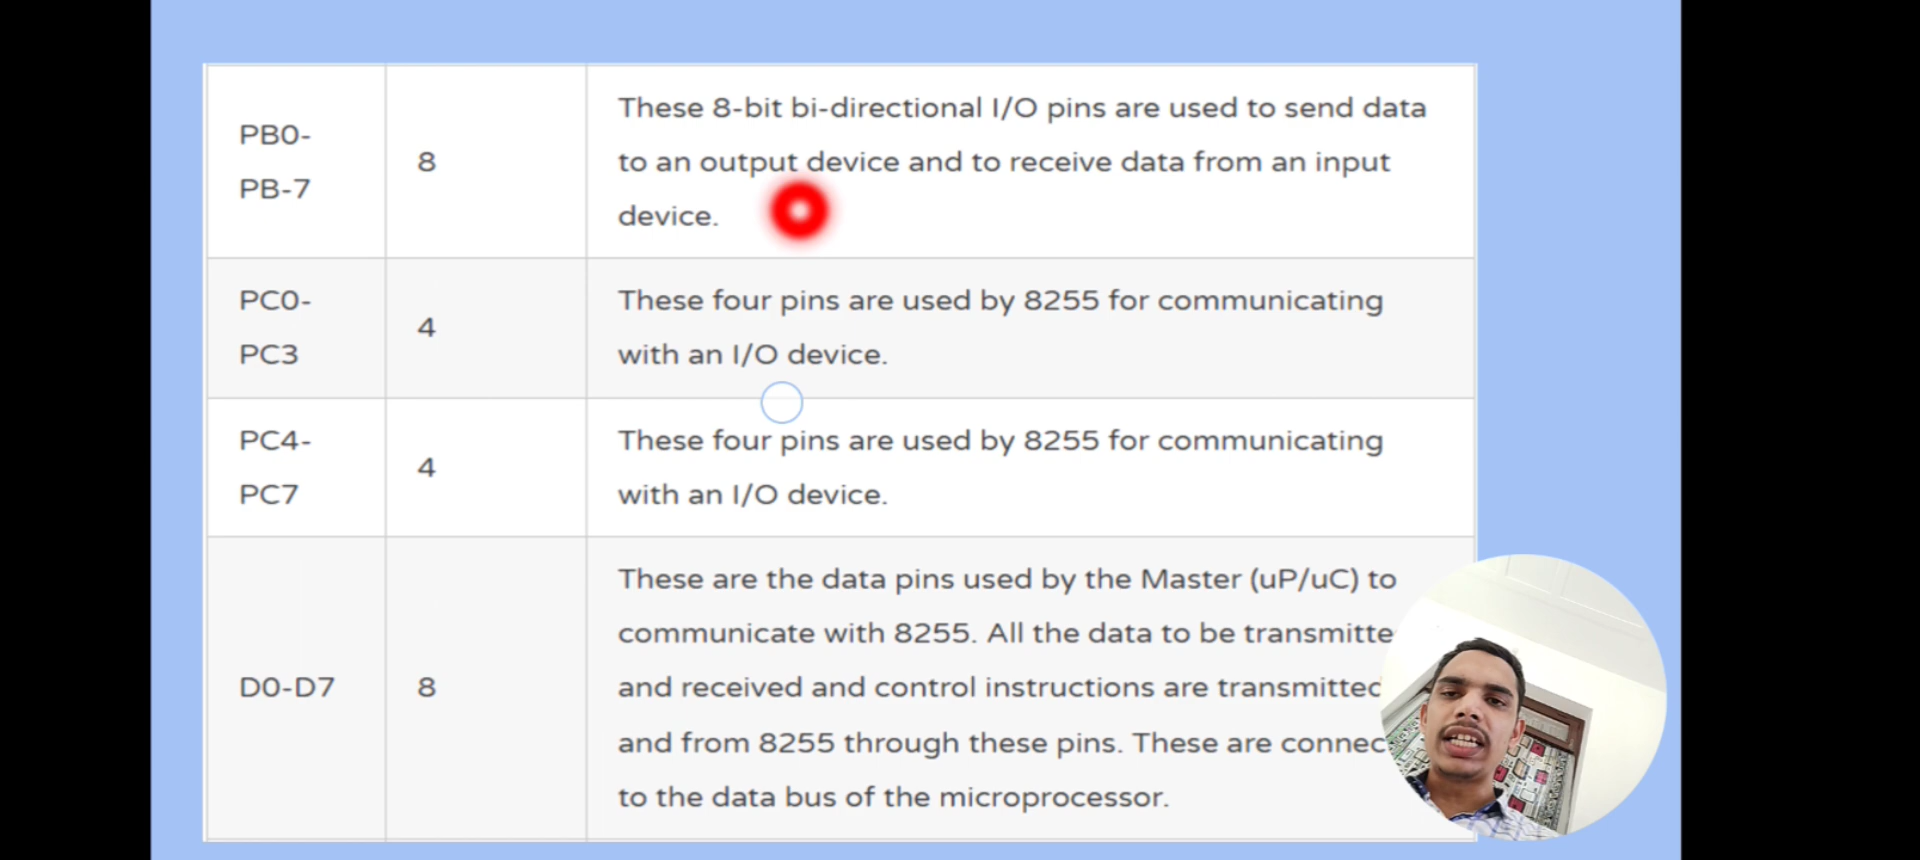 PB0-
PB-7
8
These 8-bit bi-directional I/O pins are used to send data
to an output device and to receive data from an input
device.
PC0-
PC3
4
These four pins are used by 8255 for communicating
with an I/O device.
PC4-
PC7
4
These four pins are used by 8255 for communicating
with an I/O device.
D0-D7
8
These are the data pins used by the Master (uP/uC) to
communicate with 8255. All the data to be transmitte
and received and control instructions are transmitted
and from 8255 through these pins. These are connec
to the data bus of the microprocessor.